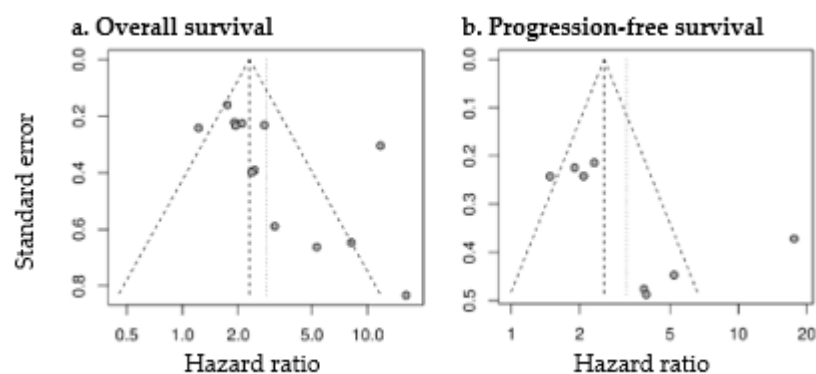 a. Overall survival
b. Progression-free survival
Standard error
0.0
0.2
0.4
0.6
0.8
0.5 1.0 2.0 5.0 10.0
Hazard ratio
0.0
0.1
0.2
0.3
0.4
0.5
1 2 5 10 20
Hazard ratio